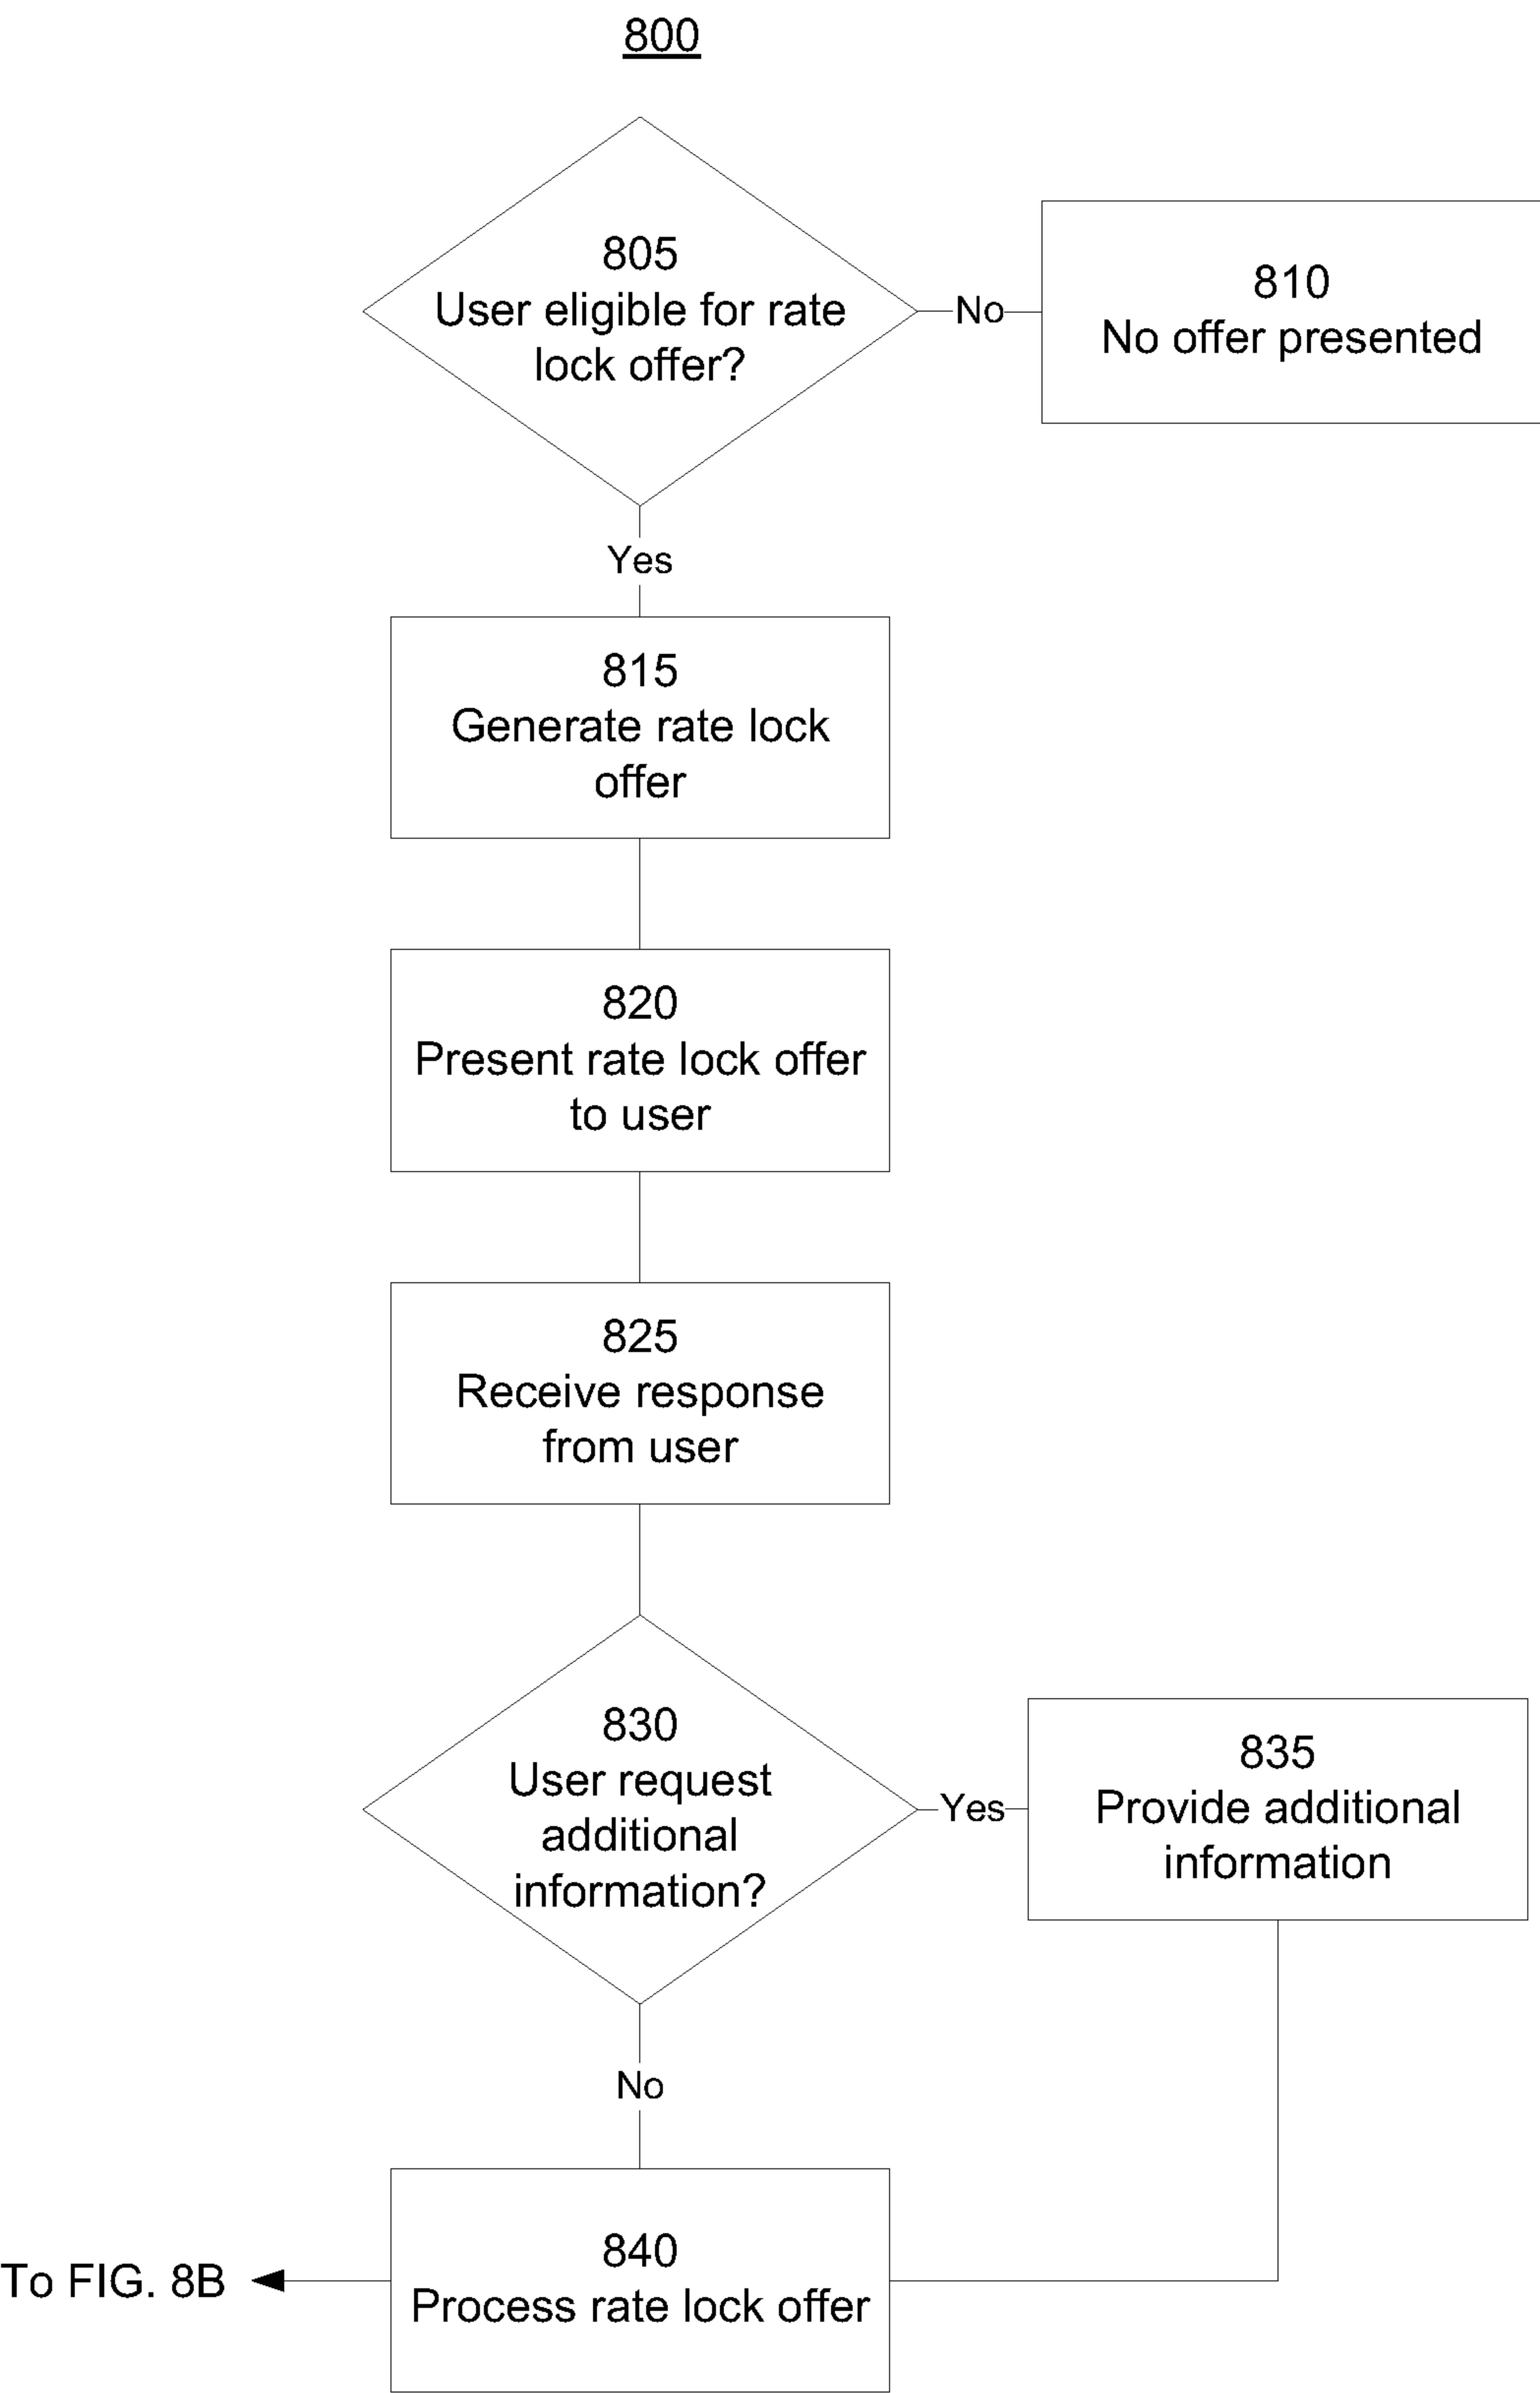 800
805
User eligible for rate
lock offer?
No
810
No offer presented
Yes
815
Generate rate lock
offer
820
Present rate lock offer
to user
825
Receive response
from user
830
User request
additional
information?
Yes
835
Provide additional
information
No
840
Process rate lock offer
To FIG. 8B